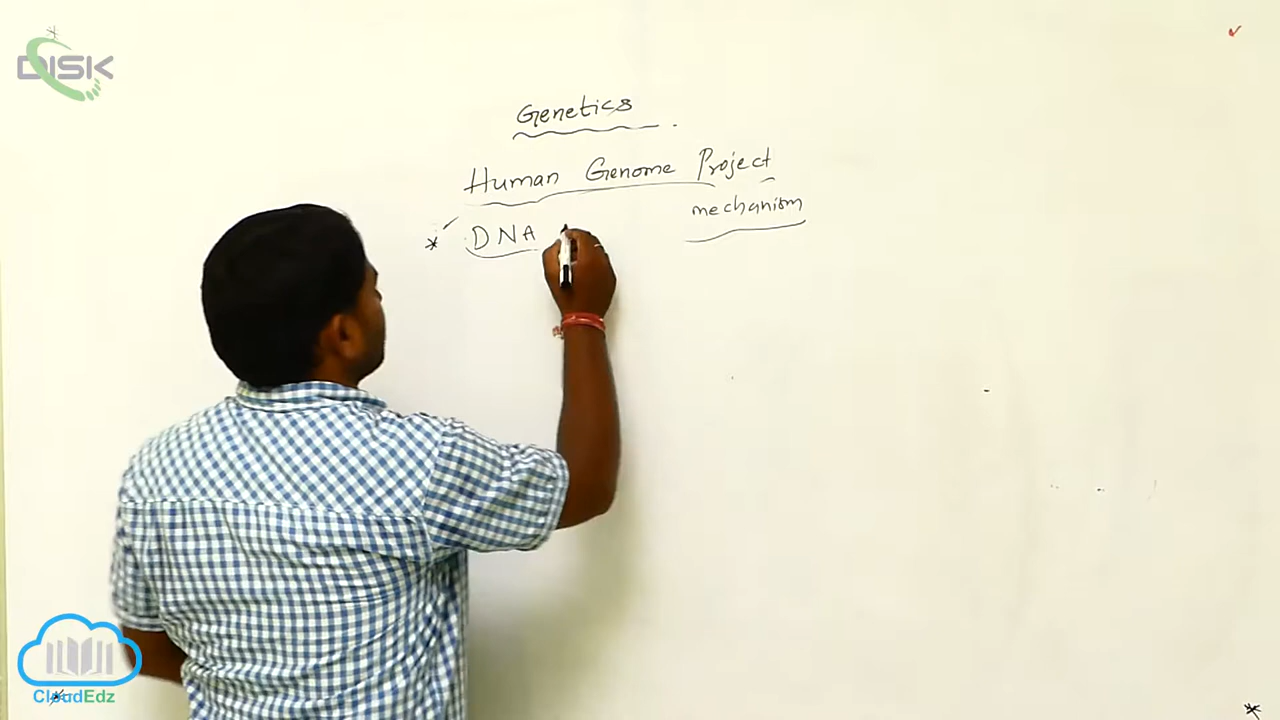 DISK
Genetics
Human Genome Project
mechanism
* DNA
CloudEdz